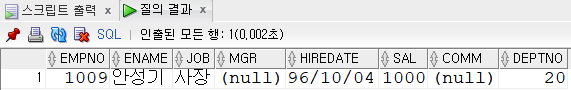 스크립트 출력 x 질의 결과 x
SQL | 인출된 모든 행: 1(0,002초)
EMPNO ENAME JOB MGR HIREDATE SAL COMM DEPTNO
1 1009 안성기 사장 (null) 96/10/04 1000 (null) 20